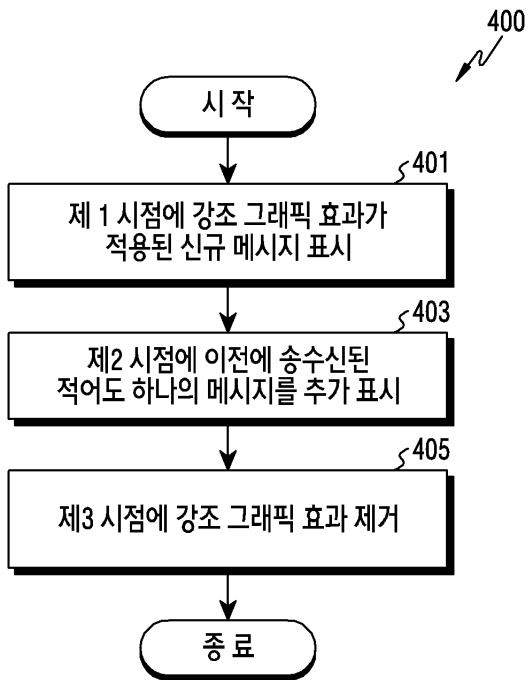 400
시 작
401
제 1 시점에 강조 그래픽 효과가
적용된 신규 메시지 표시
403
제2 시점에 이전에 송수신된
적어도 하나의 메시지를 추가 표시
405
제3 시점에 강조 그래픽 효과 제거
종 료